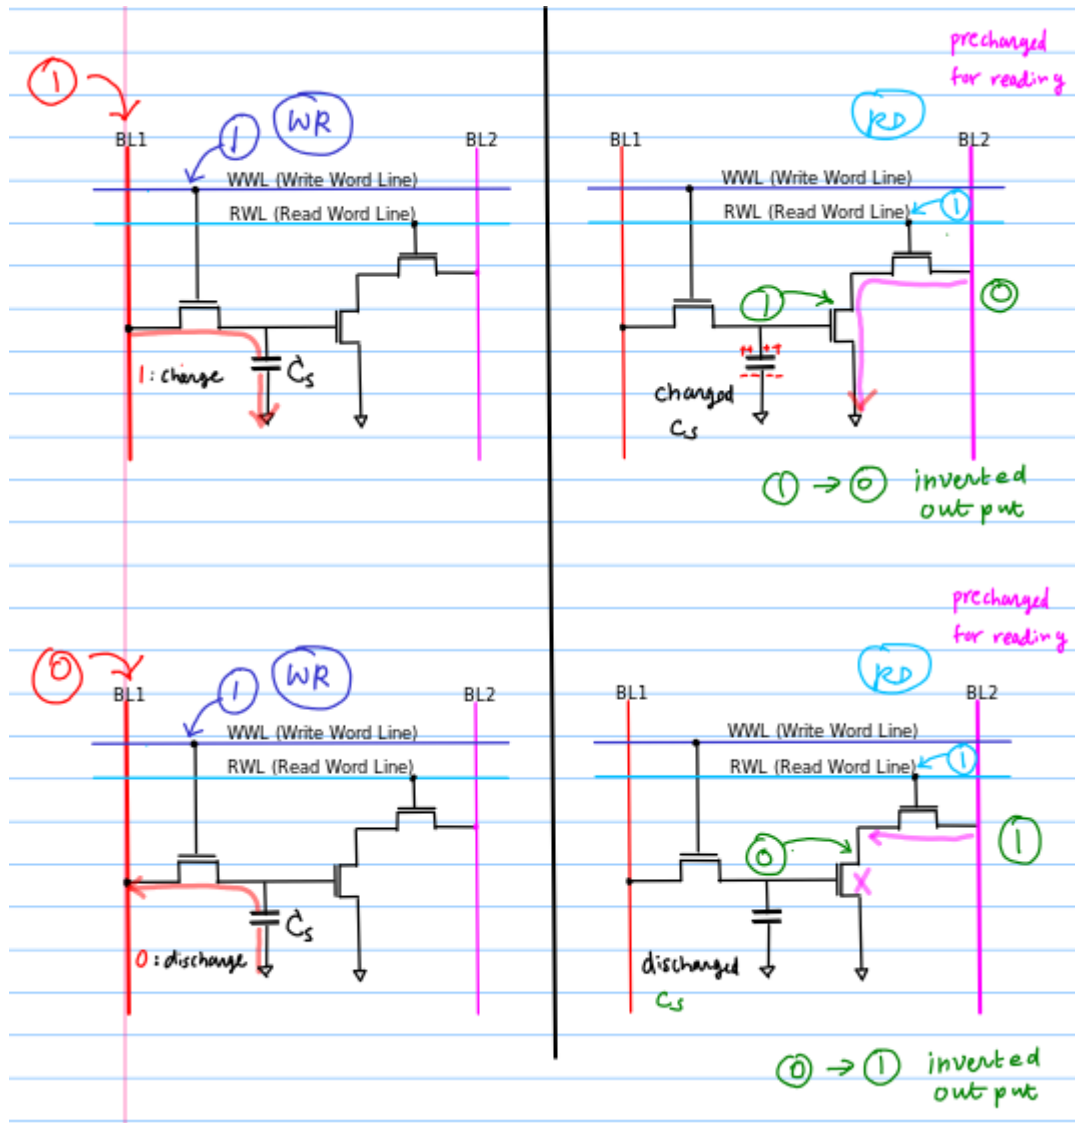 1
BL1
1
WR
BL2
WWL (Write Word Line)
RWL (Read Word Line)
1 : charge
Cs
precharged
for reading
RD
BL1
BL2
WWL (Write Word Line)
RWL (Read Word Line)
1
1
0
++ ++
----
charged
Cs
1 → 0 inverted
output
0
BL1
1
WR
BL2
WWL (Write Word Line)
RWL (Read Word Line)
0 : discharge
Cs
precharged
for reading
RD
BL1
BL2
WWL (Write Word Line)
RWL (Read Word Line)
1
0
X
1
discharged
Cs
0 → 1 inverted
output